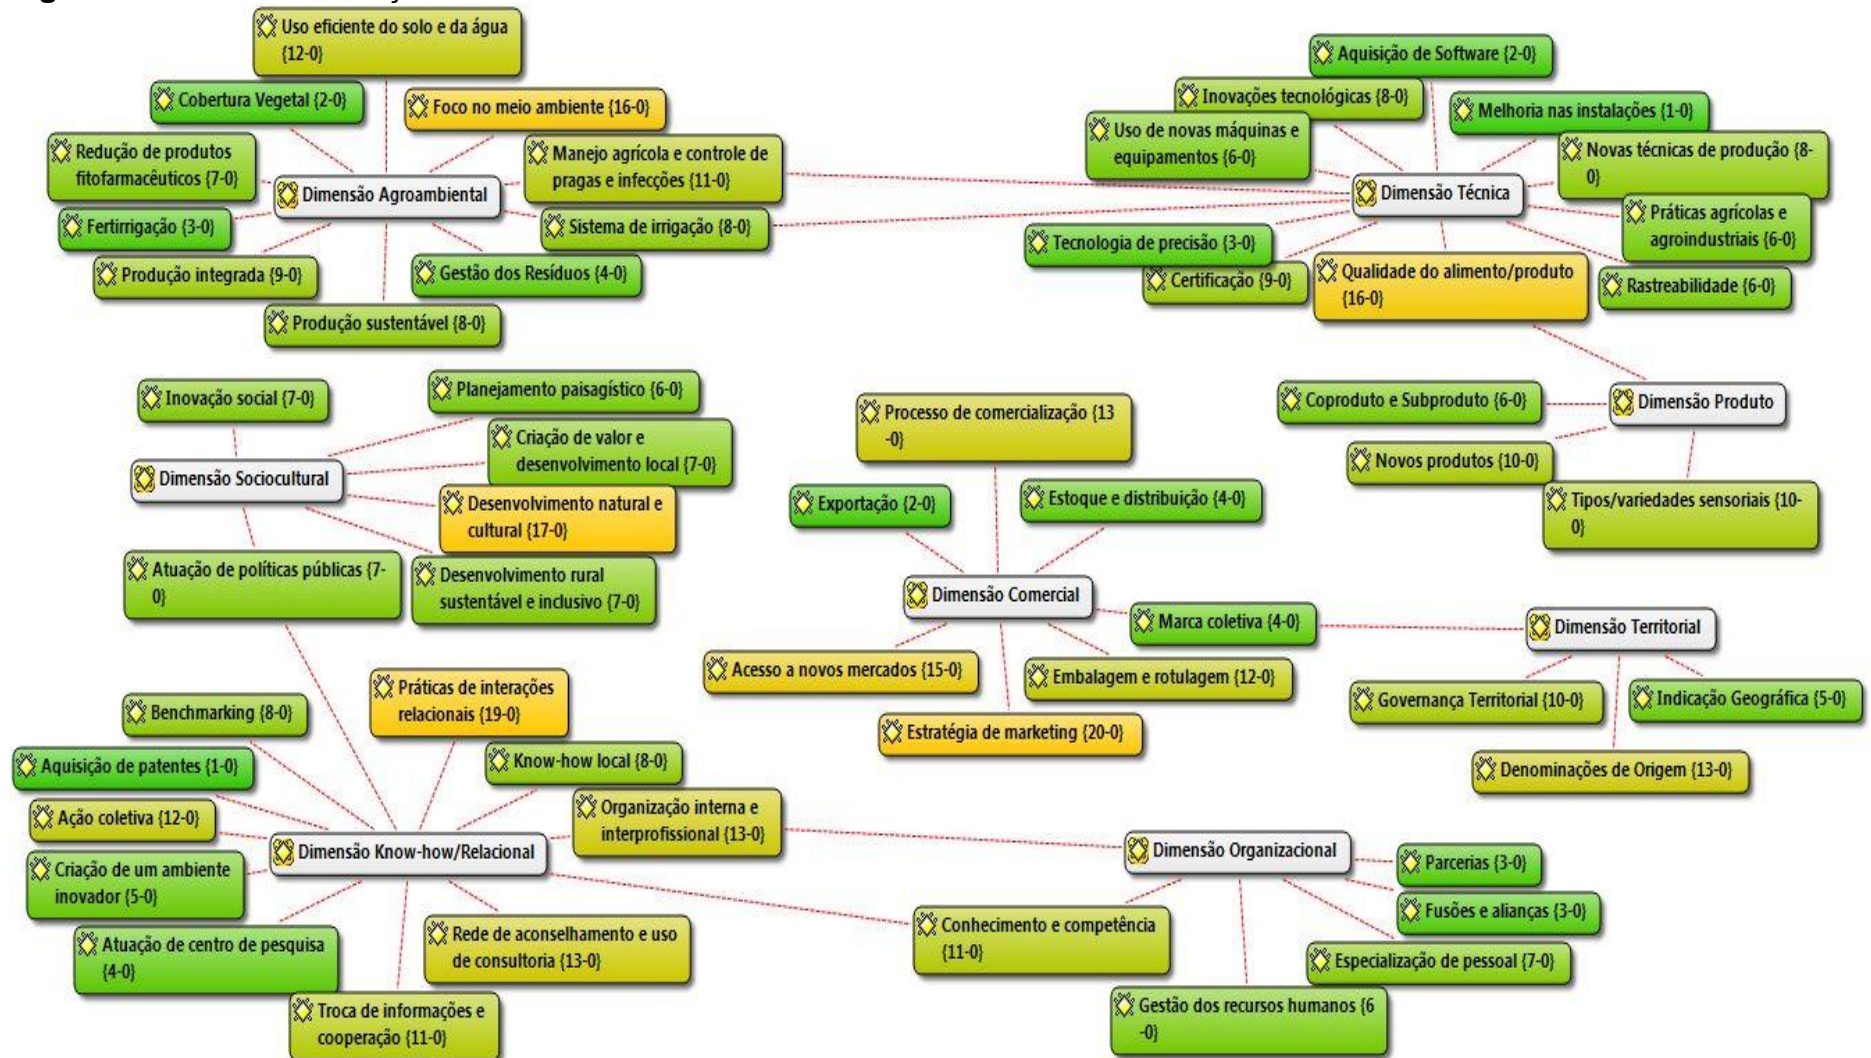 Uso eficiente do solo e da água
{12-0}
Cobertura Vegetal {2-0}
Foco no meio ambiente {16-0}
Redução de produtos
fitofarmacêuticos {7-0}
Manejo agrícola e controle de
pragas e infecções {11-0}
Dimensão Agroambiental
Fertirrigação {3-0}
Sistema de irrigação {8-0}
Produção integrada {9-0}
Gestão dos Resíduos {4-0}
Produção sustentável {8-0}
Aquisição de Software {2-0}
Inovações tecnológicas {8-0}
Melhoria nas instalações {1-0}
Uso de novas máquinas e
equipamentos {6-0}
Novas técnicas de produção {8-
0}
Dimensão Técnica
Práticas agrícolas e
agroindustriais {6-0}
Tecnologia de precisão {3-0}
Certificação {9-0}
Qualidade do alimento/produto
{16-0}
Rastreabilidade {6-0}
Inovação social {7-0}
Planejamento paisagístico {6-0}
Criação de valor e
desenvolvimento local {7-0}
Dimensão Sociocultural
Desenvolvimento natural e
cultural {17-0}
Atuação de políticas públicas {7-
0}
Desenvolvimento rural
sustentável e inclusivo {7-0}
Processo de comercialização {13
-0}
Exportação {2-0}
Estoque e distribuição {4-0}
Dimensão Comercial
Marca coletiva {4-0}
Acesso a novos mercados {15-0}
Embalagem e rotulagem {12-0}
Estratégia de marketing {20-0}
Coproduto e Subproduto {6-0}
Dimensão Produto
Novos produtos {10-0}
Tipos/variedades sensoriais {10-
0}
Dimensão Territorial
Governança Territorial {10-0}
Indicação Geográfica {5-0}
Denominações de Origem {13-0}
Práticas de interações
relacionais {19-0}
Benchmarking {8-0}
Aquisição de patentes {1-0}
Know-how local {8-0}
Ação coletiva {12-0}
Organização interna e
interprofissional {13-0}
Dimensão Know-how/Relacional
Criação de um ambiente
inovador {5-0}
Atuação de centro de pesquisa
{4-0}
Rede de aconselhamento e uso
de consultoria {13-0}
Troca de informações e
cooperação {11-0}
Dimensão Organizacional
Parcerias {3-0}
Fusões e alianças {3-0}
Conhecimento e competência
{11-0}
Especialização de pessoal {7-0}
Gestão dos recursos humanos {6
-0}